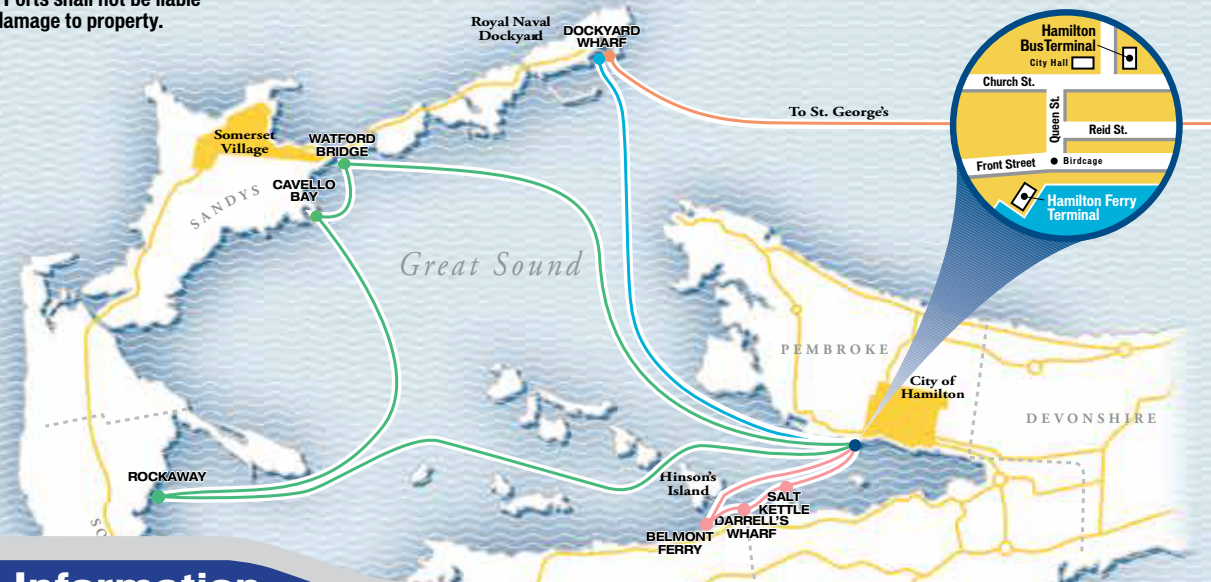 Ports shall not be liable
damage to property.
Royal Naval
Dockyard
DOCKYARD
WHARF
To St. George's
Hamilton
Bus Terminal
City Hall
Church St.
Queen St.
Reid St.
Front Street
Birdcage
Hamilton Ferry
Terminal
Somerset
Village
WATFORD
BRIDGE
CAVELLO
BAY
SANDYS
Great Sound
PEMBROKE
City of
Hamilton
DEVONSHIRE
ROCKAWAY
Hinson's
Island
SALT
KETTLE
DARRELL'S
WHARF
BELMONT
FERRY
SO
Information